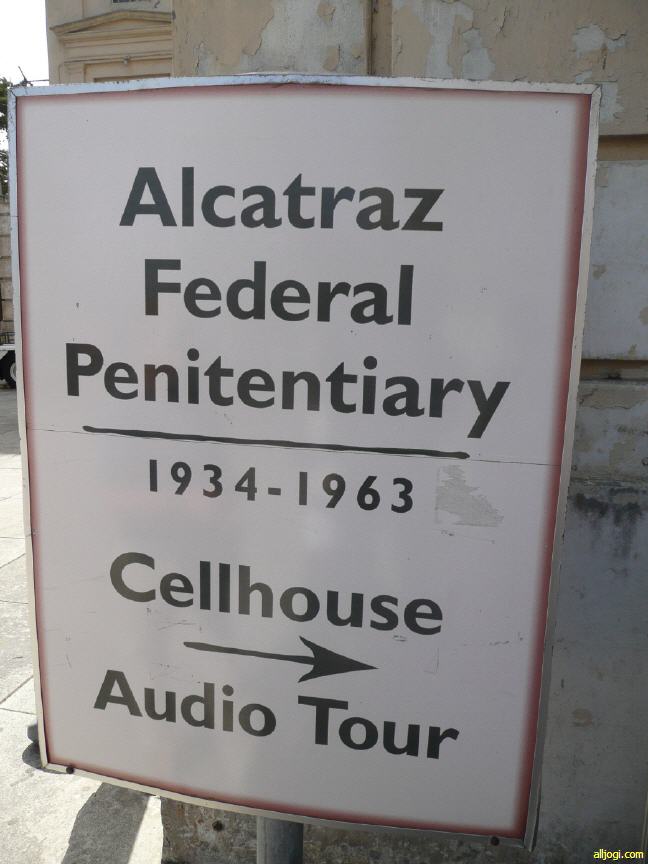 Alcatraz
Federal
Penitentiary
1934-1963
Cellhouse
Audio Tour
alljogi.com